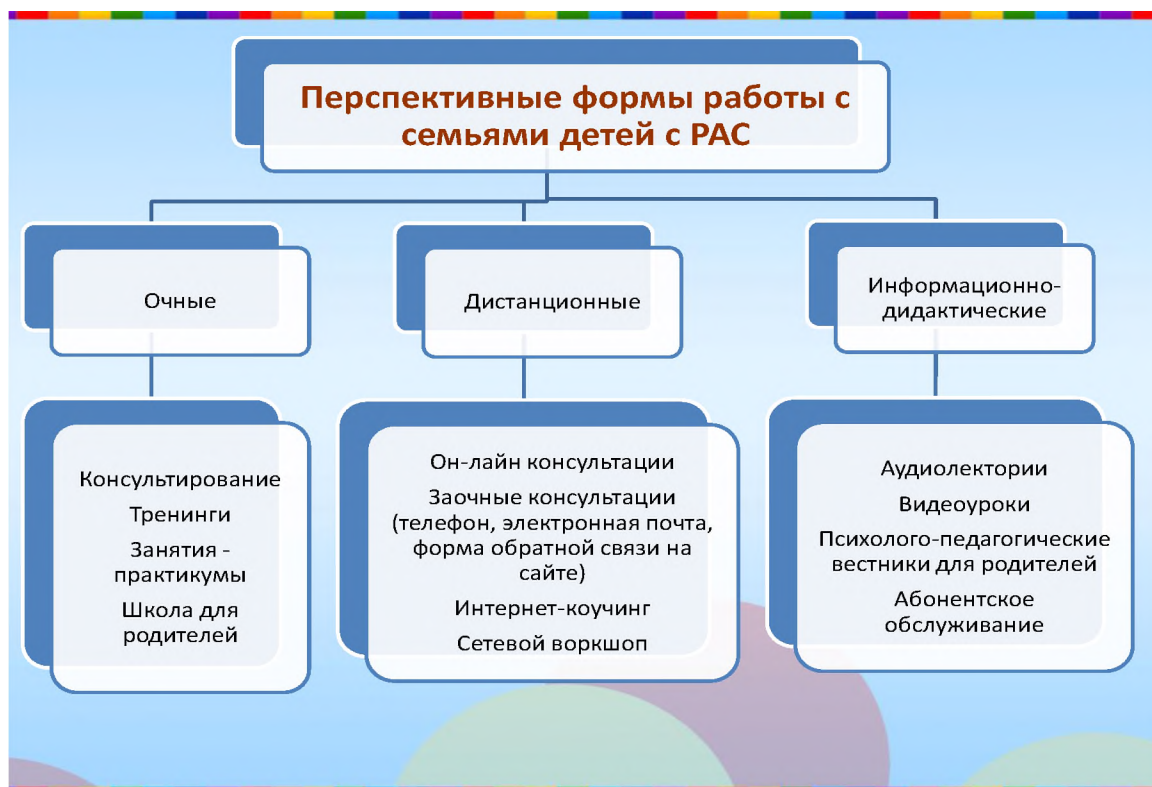 Перспективные формы работы с
семьями детей с РАС
Очные
Дистанционные
Информационно-
дидактические
Консультирование
Тренинги
Занятия -
практикумы
Школа для
родителей
Он-лайн консультации
Заочные консультации
(телефон, электронная почта,
форма обратной связи на
сайте)
Интернет-коучинг
Сетевой воркшоп
Аудиолектории
Видеоуроки
Психолого-педагогические
вестники для родителей
Абонентское
обслуживание